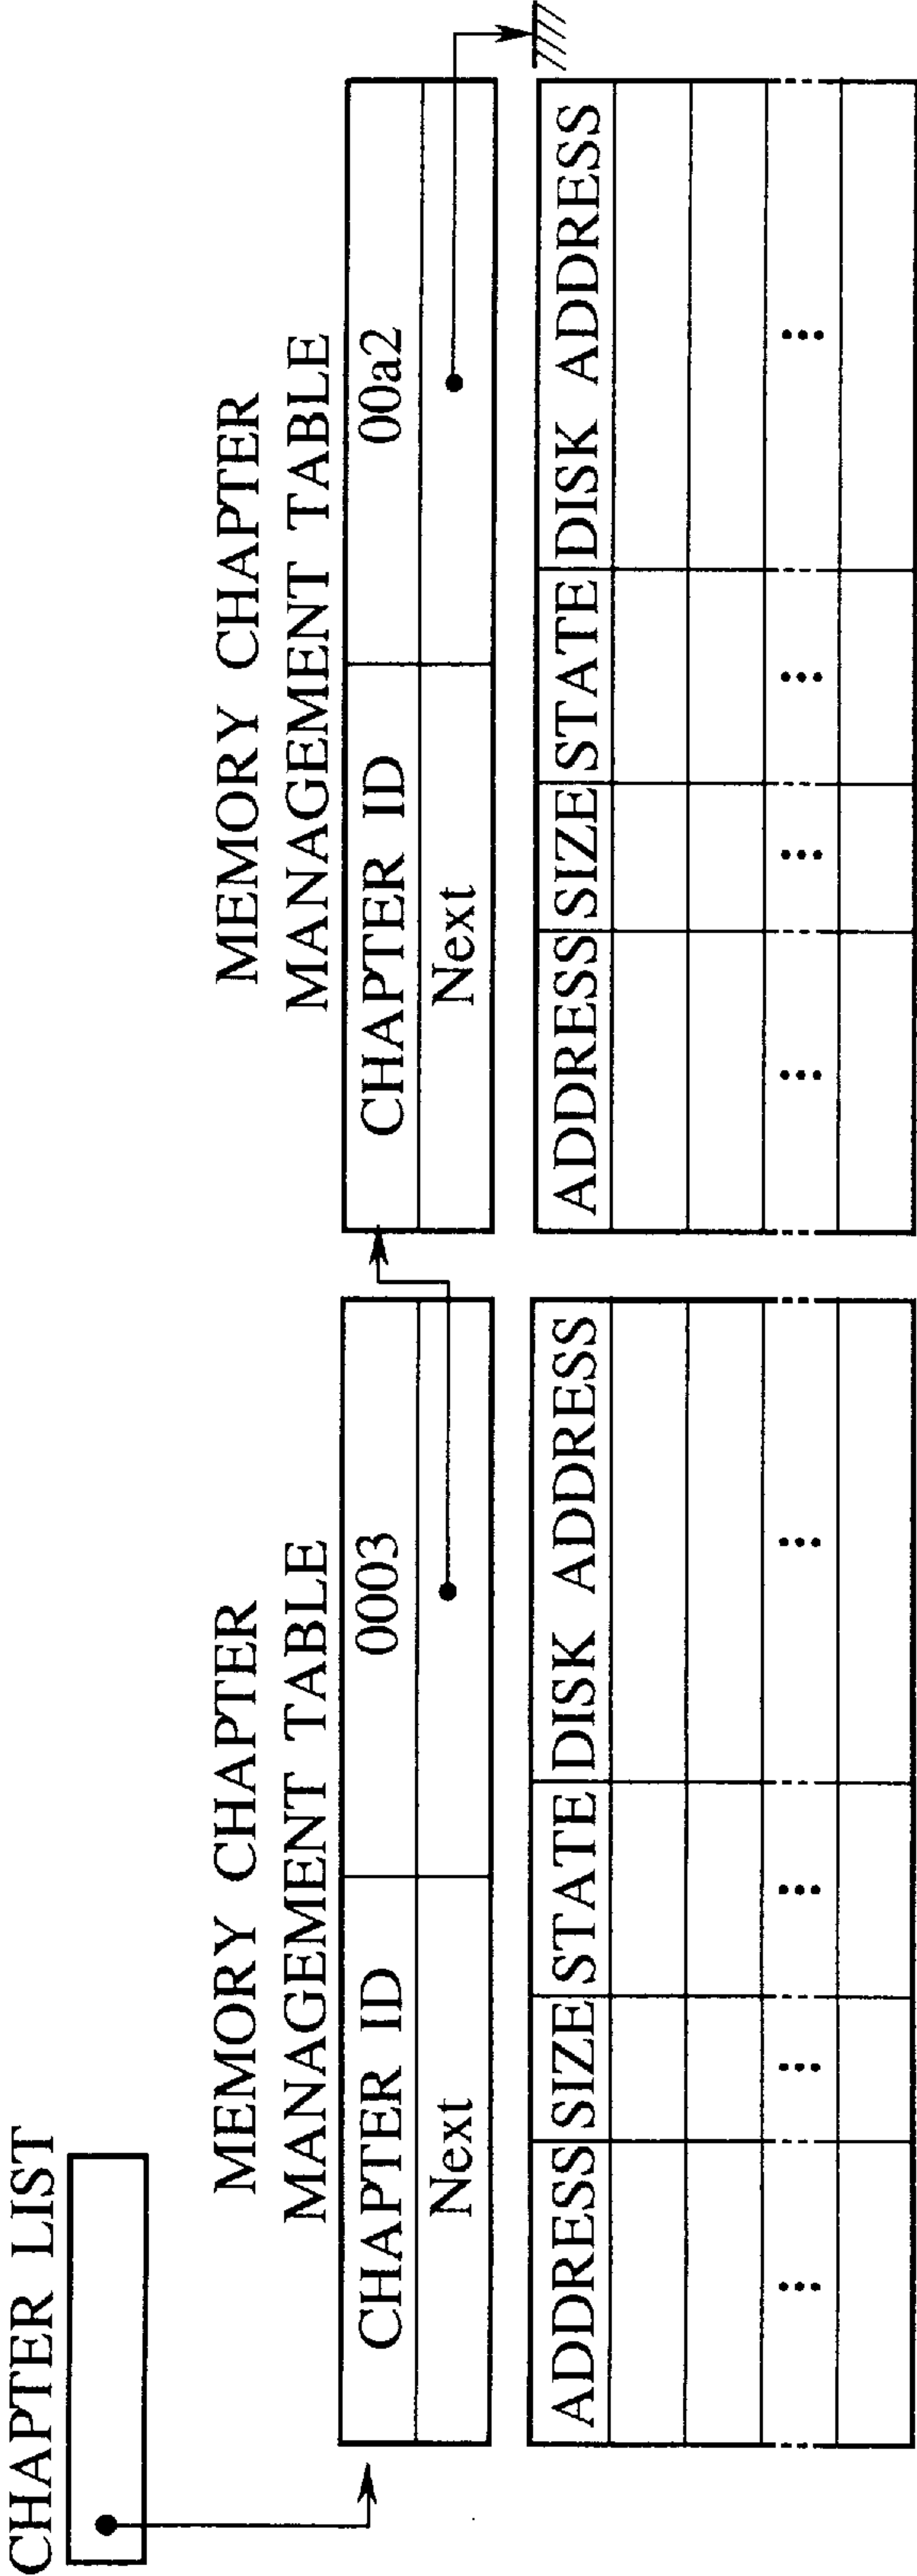 CHAPTER LIST
MEMORY CHAPTER
MANAGEMENT TABLE
CHAPTER ID 0003
Next
ADDRESS SIZE STATE DISK ADDRESS
... ... ... ...
MEMORY CHAPTER
MANAGEMENT TABLE
CHAPTER ID 00a2
Next
ADDRESS SIZE STATE DISK ADDRESS
... ... ... ...